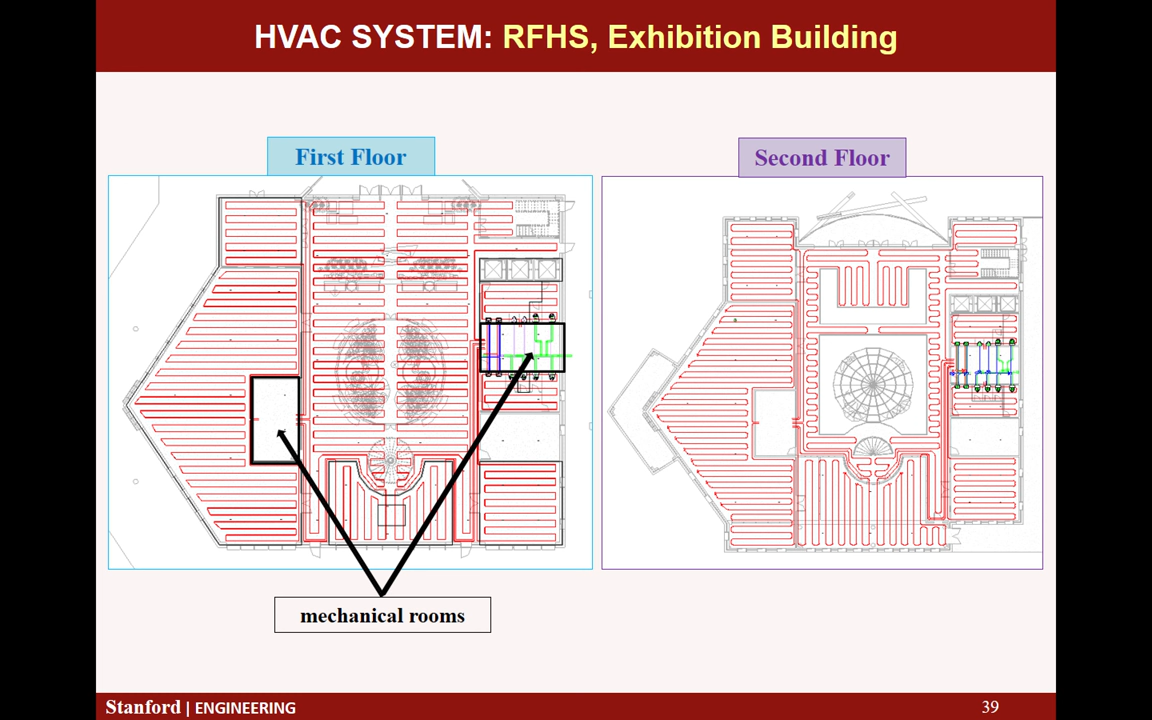 HVAC SYSTEM: RFHS, Exhibition Building
First Floor
Second Floor
mechanical rooms
Stanford | ENGINEERING
39